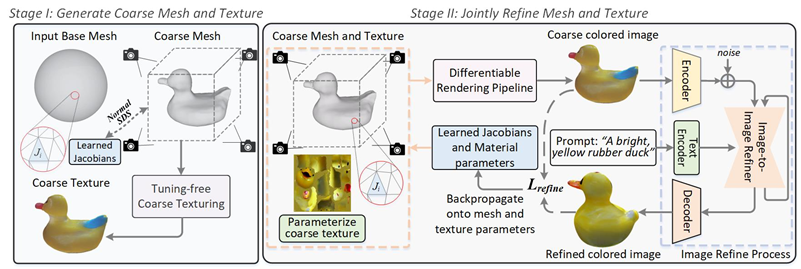 Stage I: Generate Coarse Mesh and Texture
Input Base Mesh
Coarse Mesh
Normal
SDS
Learned
Jacobians
J_i
Coarse Texture
Tuning-free
Coarse Texturing
Stage II: Jointly Refine Mesh and Texture
Coarse Mesh and Texture
J_i
Parameterize
coarse texture
Differentiable
Rendering Pipeline
Learned Jacobians
and Material
parameters
Backpropagate
onto mesh and
texture parameters
Coarse colored image
L_refine
Refined colored image
Prompt: “A bright,
yellow rubber duck”
Encoder
noise
Text
Encoder
Image-to-
Image Refiner
Decoder
Image Refine Process